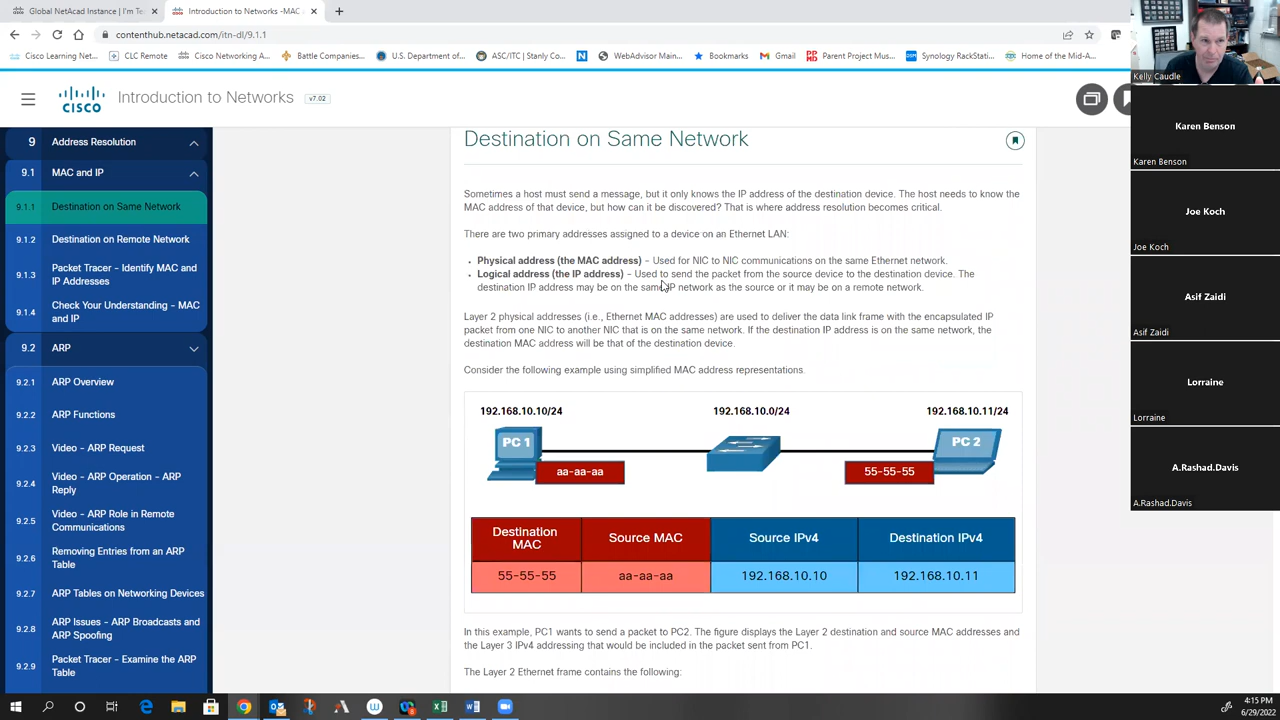 Global NetAcad Instance | I'm Te
Introduction to Networks -MAC a
contenthub.netacad.com/itn-dl/9.1.1
Cisco Learning Net...
CLC Remote
Cisco Networking A...
Battle Companies...
U.S. Department of...
ASC/ITC | Stanly Co...
N
WebAdvisor Main...
Bookmarks
Gmail
Parent Project Mus...
Synology RackStati...
Home of the Mid-A...
CISCO
Introduction to Networks
v7.02
9 Address Resolution
9.1 MAC and IP
9.1.1 Destination on Same Network
9.1.2 Destination on Remote Network
9.1.3 Packet Tracer - Identify MAC and
IP Addresses
9.1.4 Check Your Understanding - MAC
and IP
9.2 ARP
9.2.1 ARP Overview
9.2.2 ARP Functions
9.2.3 Video - ARP Request
9.2.4 Video - ARP Operation - ARP
Reply
9.2.5 Video - ARP Role in Remote
Communications
9.2.6 Removing Entries from an ARP
Table
9.2.7 ARP Tables on Networking Devices
9.2.8 ARP Issues - ARP Broadcasts and
ARP Spoofing
9.2.9 Packet Tracer - Examine the ARP
Table
Destination on Same Network
Sometimes a host must send a message, but it only knows the IP address of the destination device. The host needs to know the
MAC address of that device, but how can it be discovered? That is where address resolution becomes critical.
There are two primary addresses assigned to a device on an Ethernet LAN:
• Physical address (the MAC address) – Used for NIC to NIC communications on the same Ethernet network.
• Logical address (the IP address) – Used to send the packet from the source device to the destination device. The
destination IP address may be on the same IP network as the source or it may be on a remote network.
Layer 2 physical addresses (i.e., Ethernet MAC addresses) are used to deliver the data link frame with the encapsulated IP
packet from one NIC to another NIC that is on the same network. If the destination IP address is on the same network, the
destination MAC address will be that of the destination device.
Consider the following example using simplified MAC address representations.
192.168.10.10/24
192.168.10.0/24
192.168.10.11/24
PC 1
PC 2
aa-aa-aa
55-55-55
Destination MAC
Source MAC
Source IPv4
Destination IPv4
55-55-55
aa-aa-aa
192.168.10.10
192.168.10.11
In this example, PC1 wants to send a packet to PC2. The figure displays the Layer 2 destination and source MAC addresses and
the Layer 3 IPv4 addressing that would be included in the packet sent from PC1.
The Layer 2 Ethernet frame contains the following:
Kelly Caudle
Karen Benson
Karen Benson
Joe Koch
Joe Koch
Asif Zaidi
Asif Zaidi
Lorraine
Lorraine
A.Rashad.Davis
A.Rashad.Davis
4:15 PM
6/29/2022